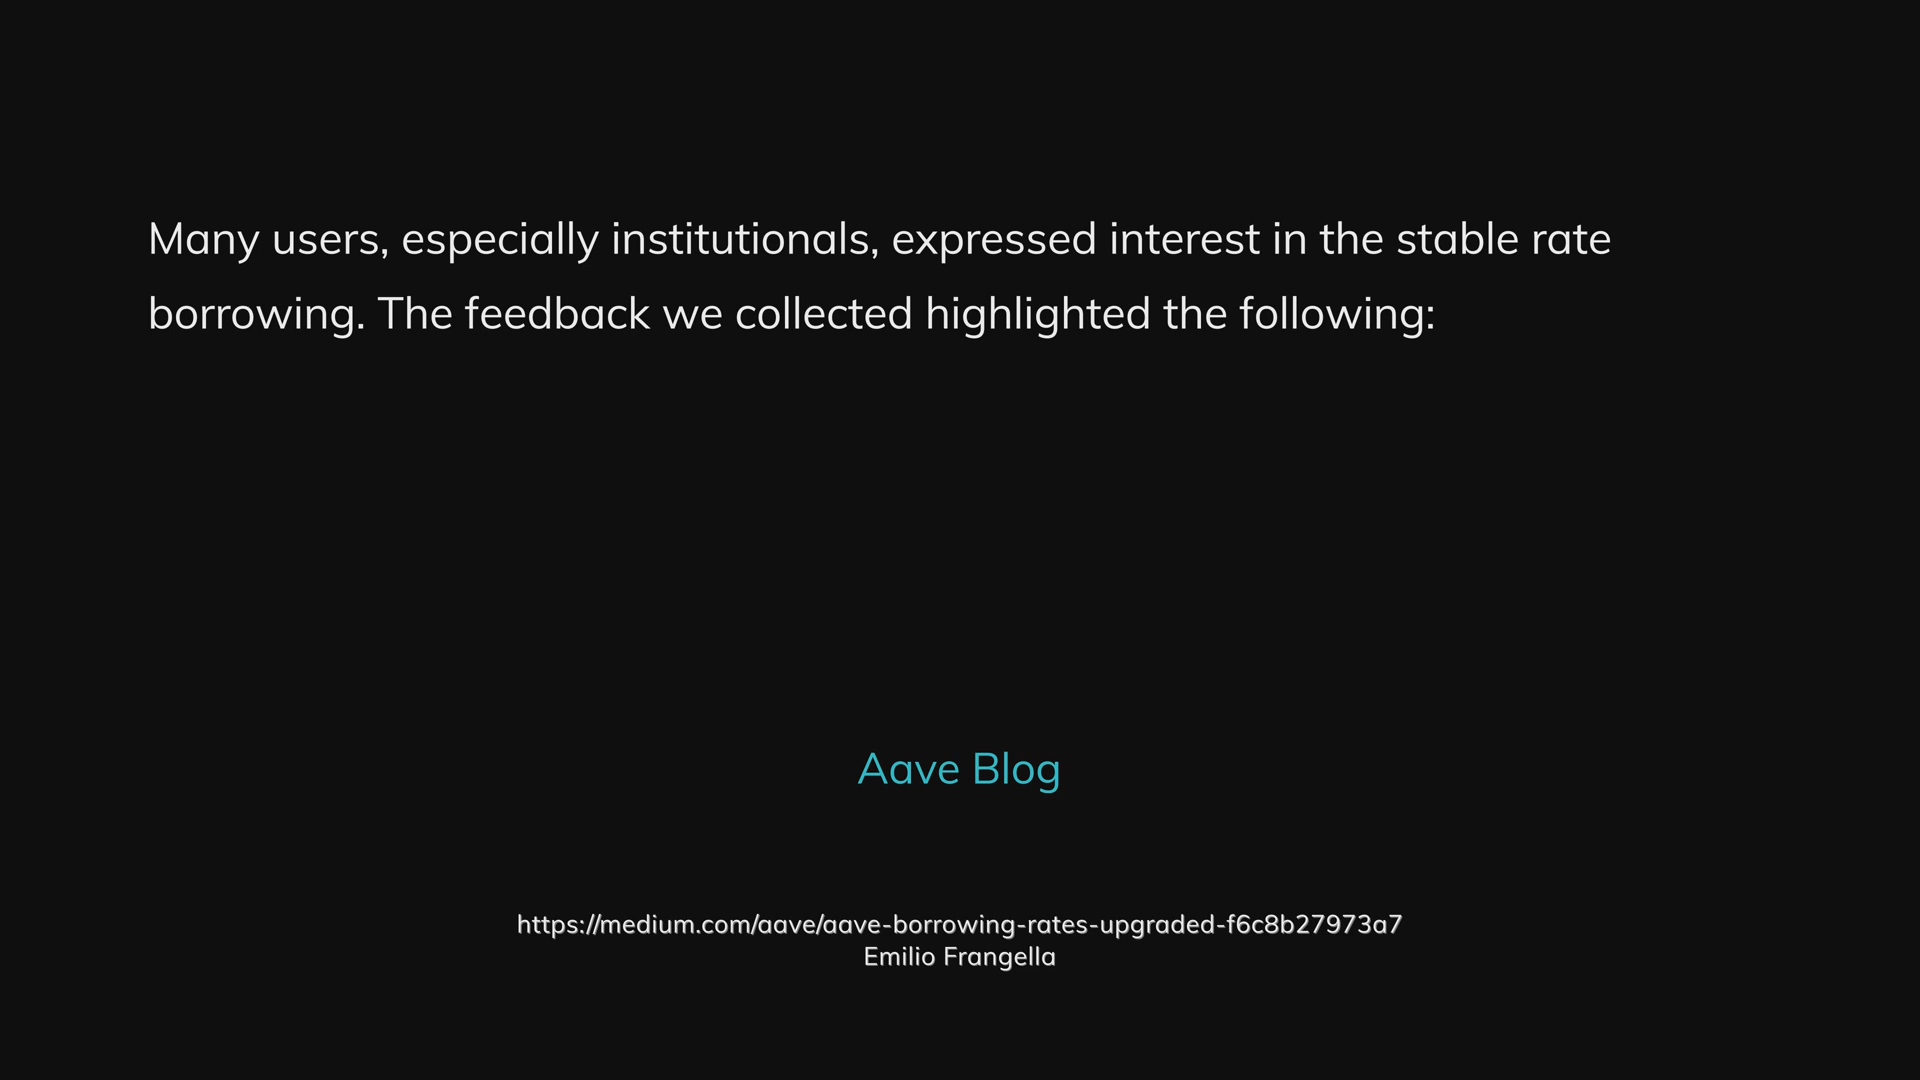 Many users, especially institutionals, expressed interest in the stable rate
borrowing. The feedback we collected highlighted the following:
Aave Blog
https://medium.com/aave/aave-borrowing-rates-upgraded-f6c8b27973a7
Emilio Frangella